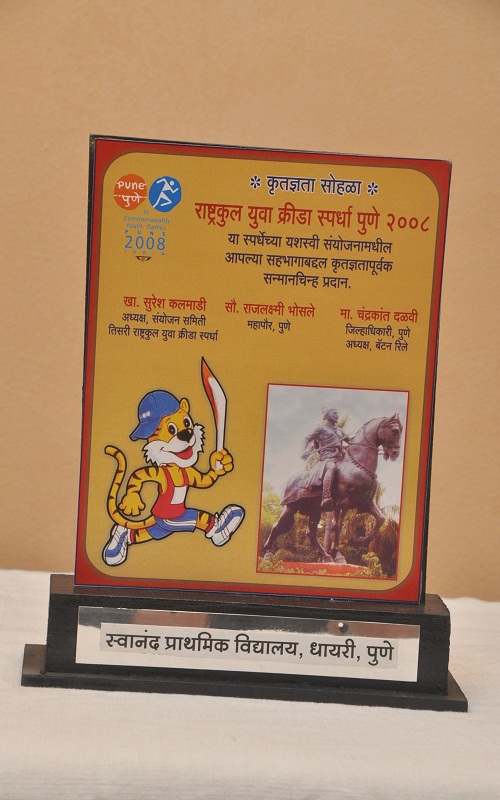 Pune
पुणे
III
Commonwealth
Youth Games
PUNE
2008
INDIA
* कृतज्ञता सोहळा *
राष्ट्रकुल युवा क्रीडा स्पर्धा पुणे २००८
या स्पर्धेच्या यशस्वी संयोजनामधील
आपल्या सहभागाबद्दल कृतज्ञतापूर्वक
सन्मानचिन्ह प्रदान.
खा. सुरेश कलमाडी
अध्यक्ष, संयोजन समिती
तिसरी राष्ट्रकुल युवा क्रीडा स्पर्धा
सौ. राजलक्ष्मी भोसले
महापौर, पुणे
मा. चंद्रकांत दळवी
जिल्हाधिकारी, पुणे
अध्यक्ष, बॅटन रिले
स्वानंद प्राथमिक विद्यालय, धायरी, पुणे